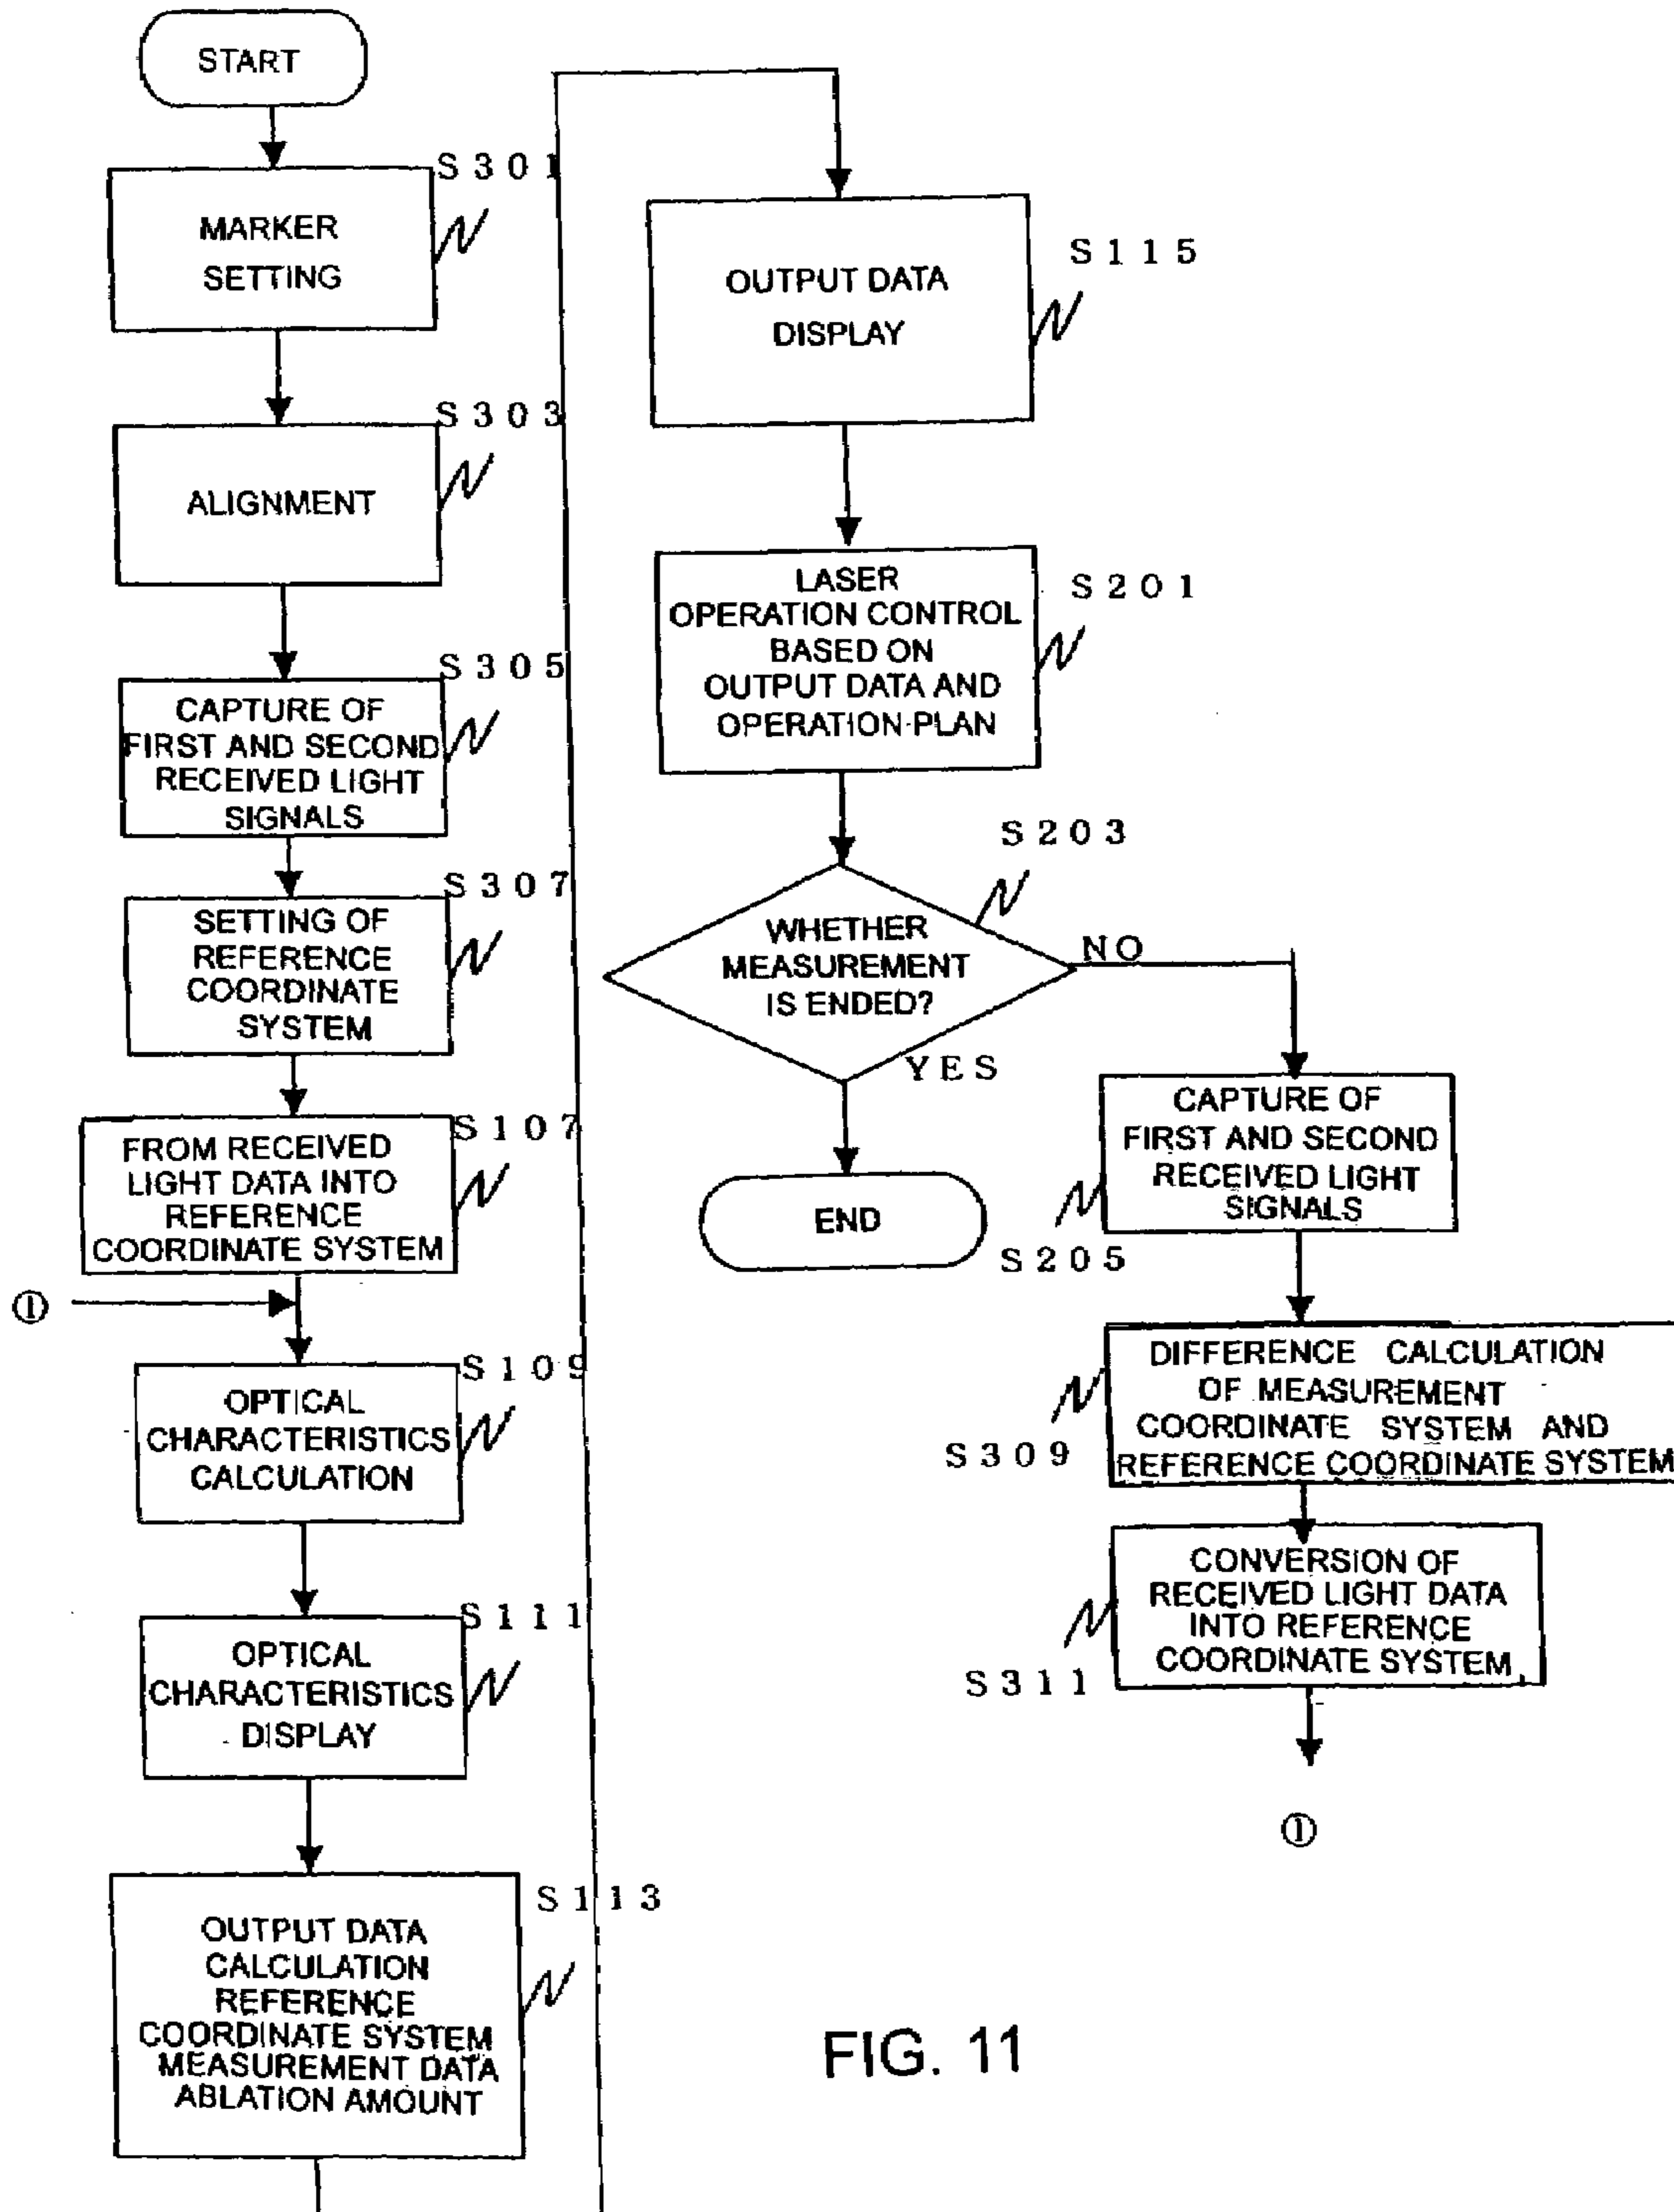 START
S301
MARKER
SETTING
S303
ALIGNMENT
S305
CAPTURE OF
FIRST AND SECOND
RECEIVED LIGHT
SIGNALS
S307
SETTING OF
REFERENCE
COORDINATE
SYSTEM
S107
FROM RECEIVED
LIGHT DATA INTO
REFERENCE
COORDINATE SYSTEM
①
S109
OPTICAL
CHARACTERISTICS
CALCULATION
S111
OPTICAL
CHARACTERISTICS
DISPLAY
S113
OUTPUT DATA
CALCULATION
REFERENCE
COORDINATE SYSTEM
MEASUREMENT DATA
ABLATION AMOUNT
S115
OUTPUT DATA
DISPLAY
S201
LASER
OPERATION CONTROL
BASED ON
OUTPUT DATA AND
OPERATION-PLAN
S203
WHETHER
MEASUREMENT
IS ENDED?
NO
YES
END
CAPTURE OF
FIRST AND SECOND
RECEIVED LIGHT
SIGNALS
S205
DIFFERENCE CALCULATION
OF MEASUREMENT
COORDINATE SYSTEM AND
REFERENCE COORDINATE SYSTEM
S309
CONVERSION OF
RECEIVED LIGHT DATA
INTO REFERENCE
COORDINATE SYSTEM
S311
①
FIG. 11